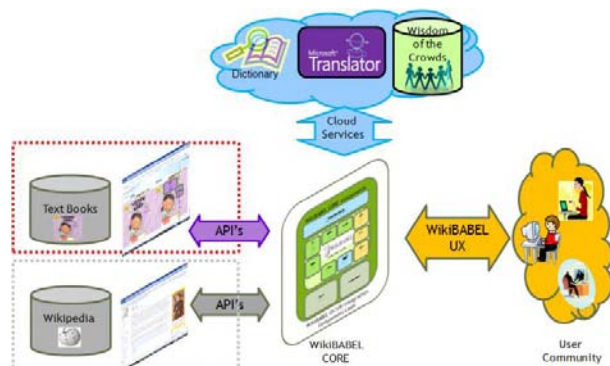 Dictionary
Microsoft®
Translator
Wisdom
of the
Crowds
Cloud
Services
Text Books
API's
WikiBABEL
UX
Wikipedia
API's
WikiBABEL
CORE
User
Community